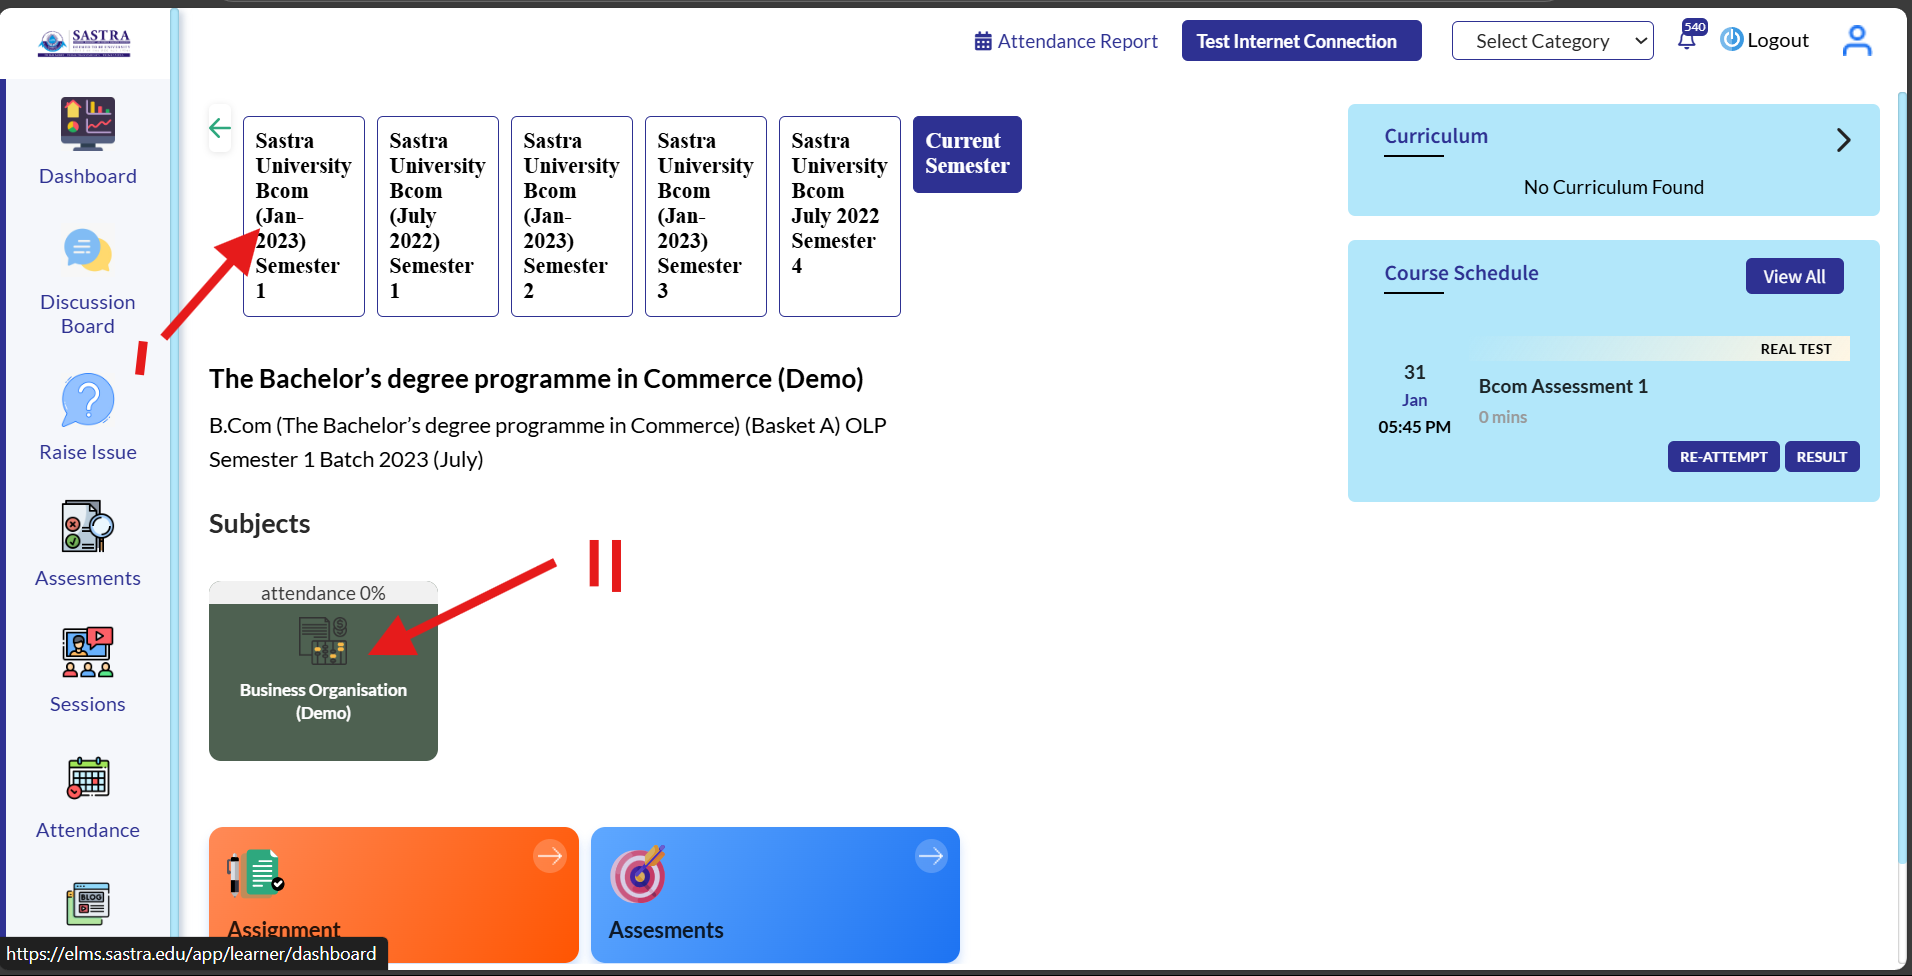 SASTRA
Attendance Report
Test Internet Connection
Select Category
540
Logout
Dashboard
Discussion
Board
Raise Issue
Assesments
Sessions
Attendance
BLOG
Sastra
University
Bcom
(Jan-
2023)
Semester
1
Sastra
University
Bcom
(July
2022)
Semester
1
Sastra
University
Bcom
(Jan-
2023)
Semester
2
Sastra
University
Bcom
(Jan-
2023)
Semester
3
Sastra
University
Bcom
July 2022
Semester
4
Current
Semester
I
The Bachelor’s degree programme in Commerce (Demo)
B.Com (The Bachelor’s degree programme in Commerce) (Basket A) OLP
Semester 1 Batch 2023 (July)
Subjects
II
attendance 0%
Business Organisation
(Demo)
Assignment
Assesments
Curriculum
No Curriculum Found
Course Schedule
View All
REAL TEST
31
Jan
05:45 PM
Bcom Assessment 1
0 mins
RE-ATTEMPT
RESULT
https://elms.sastra.edu/app/learner/dashboard